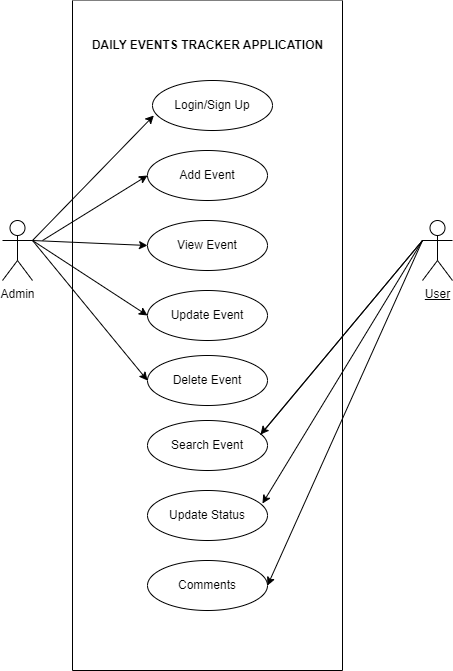 DAILY EVENTS TRACKER APPLICATION
Login/Sign Up
Add Event
View Event
Admin
User
Update Event
Delete Event
Search Event
Update Status
Comments